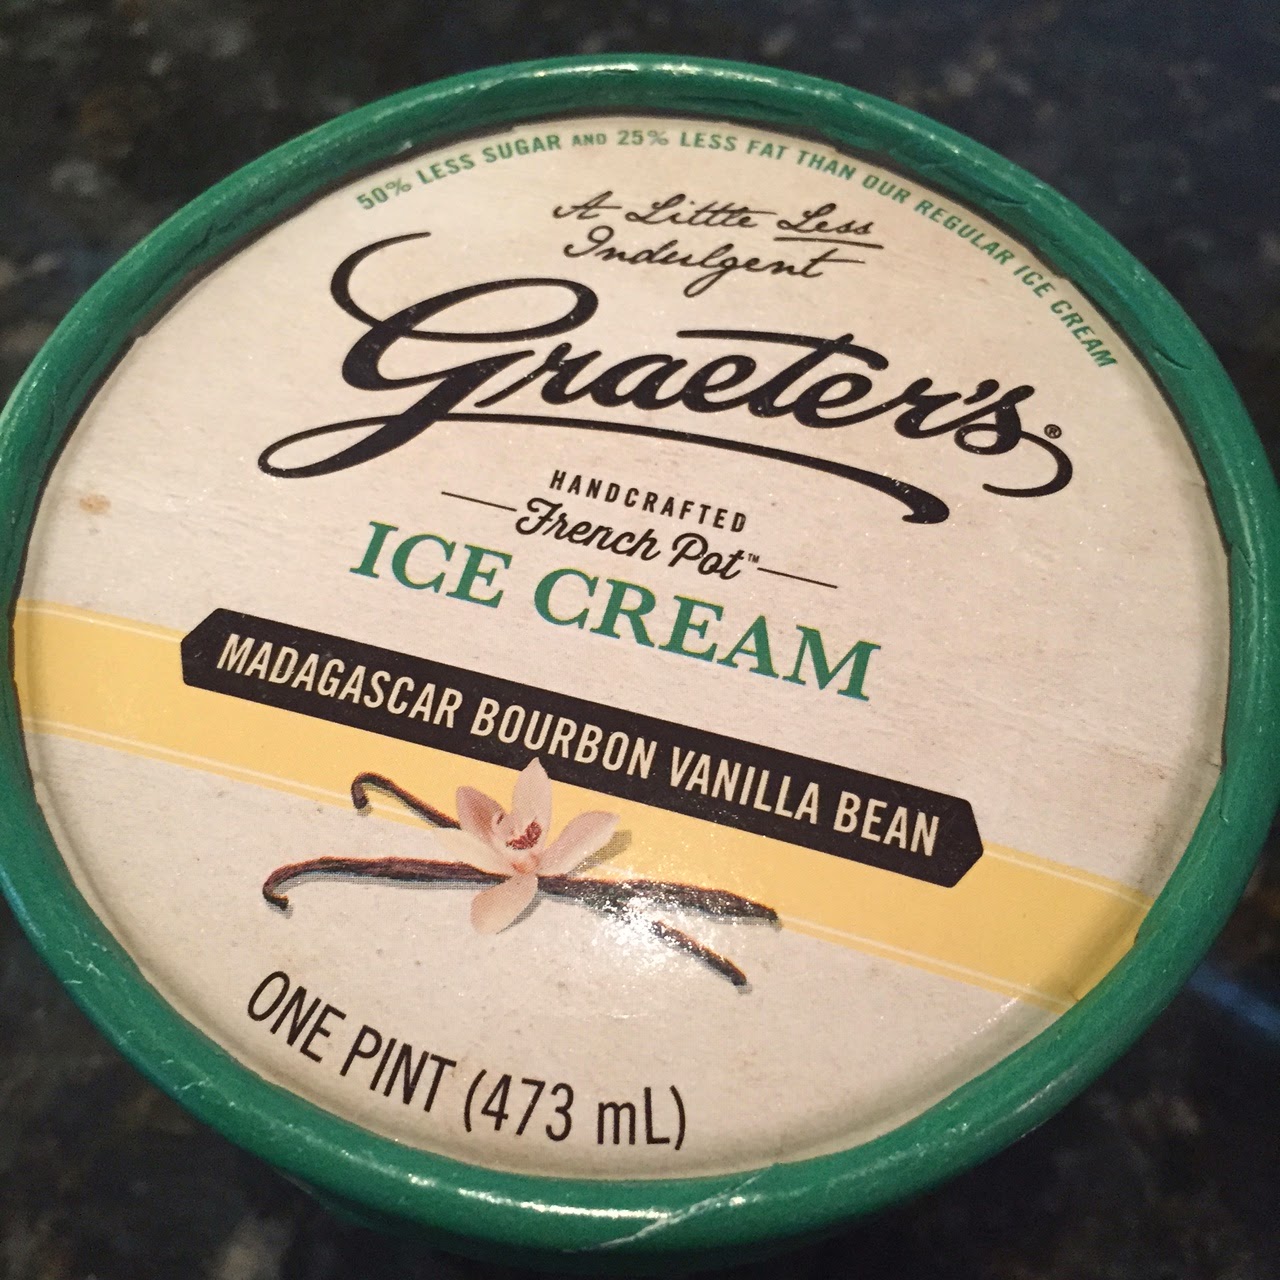 50% LESS SUGAR AND 25% LESS FAT THAN OUR REGULAR ICE CREAM
A Little Less
Indulgent
Graeter's®
HANDCRAFTED
French Pot™
ICE CREAM
MADAGASCAR BOURBON VANILLA BEAN
ONE PINT (473 mL)